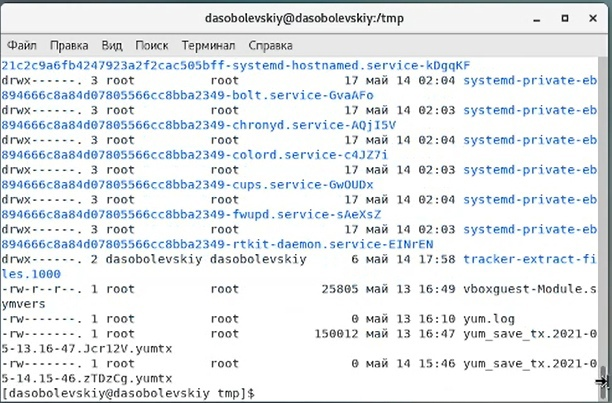 dasobolevskiy@dasobolevskiy:/tmp
Файл Правка Вид Поиск Терминал Справка
21c2c9a6fb4247923a2f2cac505bff-systemd-hostnamed.service-kDgqKF
drwx------. 3 root root 17 май 14 02:04 systemd-private-eb
894666c8a84d07805566cc8bba2349-bolt.service-GvaAFo
drwx------. 3 root root 17 май 14 02:03 systemd-private-eb
894666c8a84d07805566cc8bba2349-chronyd.service-AQjI5V
drwx------. 3 root root 17 май 14 02:04 systemd-private-eb
894666c8a84d07805566cc8bba2349-colord.service-c4JZ7i
drwx------. 3 root root 17 май 14 02:03 systemd-private-eb
894666c8a84d07805566cc8bba2349-cups.service-GwOUDx
drwx------. 3 root root 17 май 14 02:04 systemd-private-eb
894666c8a84d07805566cc8bba2349-fwupd.service-sAeXsZ
drwx------. 3 root root 17 май 14 02:03 systemd-private-eb
894666c8a84d07805566cc8bba2349-rtkit-daemon.service-EINrEN
drwx------. 2 dasobolevskiy dasobolevskiy 6 май 14 17:58 tracker-extract-fi
les.1000
-rw-r--r--. 1 root root 25805 май 13 16:49 vboxguest-Module.s
ymvers
-rw-------. 1 root root 0 май 13 16:10 yum.log
-rw-------. 1 root root 150012 май 13 16:47 yum_save_tx.2021-0
5-13.16-47.Jcr12V.yumtx
-rw-------. 1 root root 0 май 14 15:46 yum_save_tx.2021-0
5-14.15-46.zTDzCg.yumtx
[dasobolevskiy@dasobolevskiy tmp]$